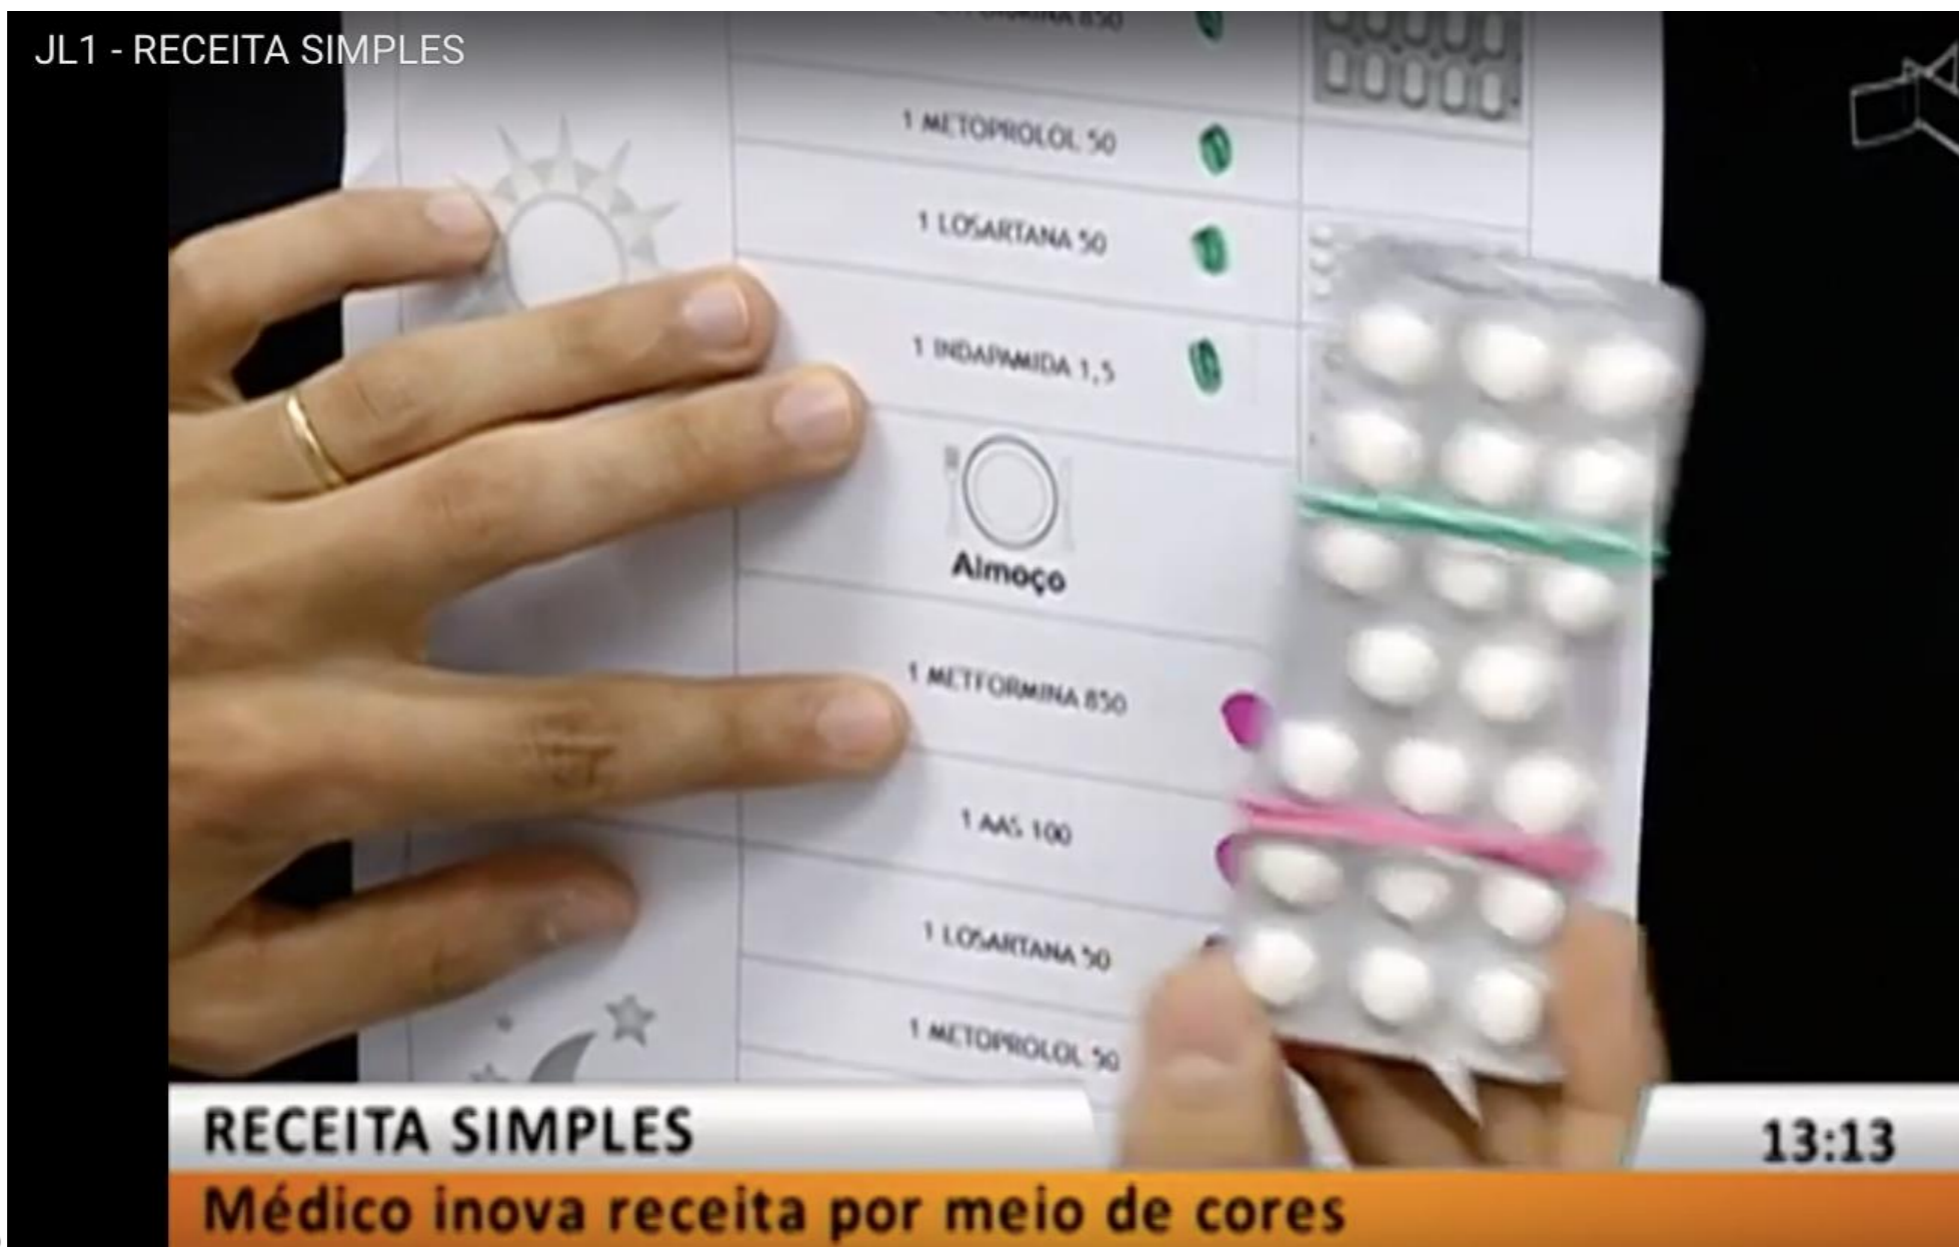 JL1 - RECEITA SIMPLES
1 METOPROLOL 50
1 LOSARTANA 50
1 INDAPAMIDA 1,5
Almoço
1 METFORMINA 850
1 AAS 100
1 LOSARTANA 50
1 METOPROLOL 50
RECEITA SIMPLES
13:13
Médico inova receita por meio de cores